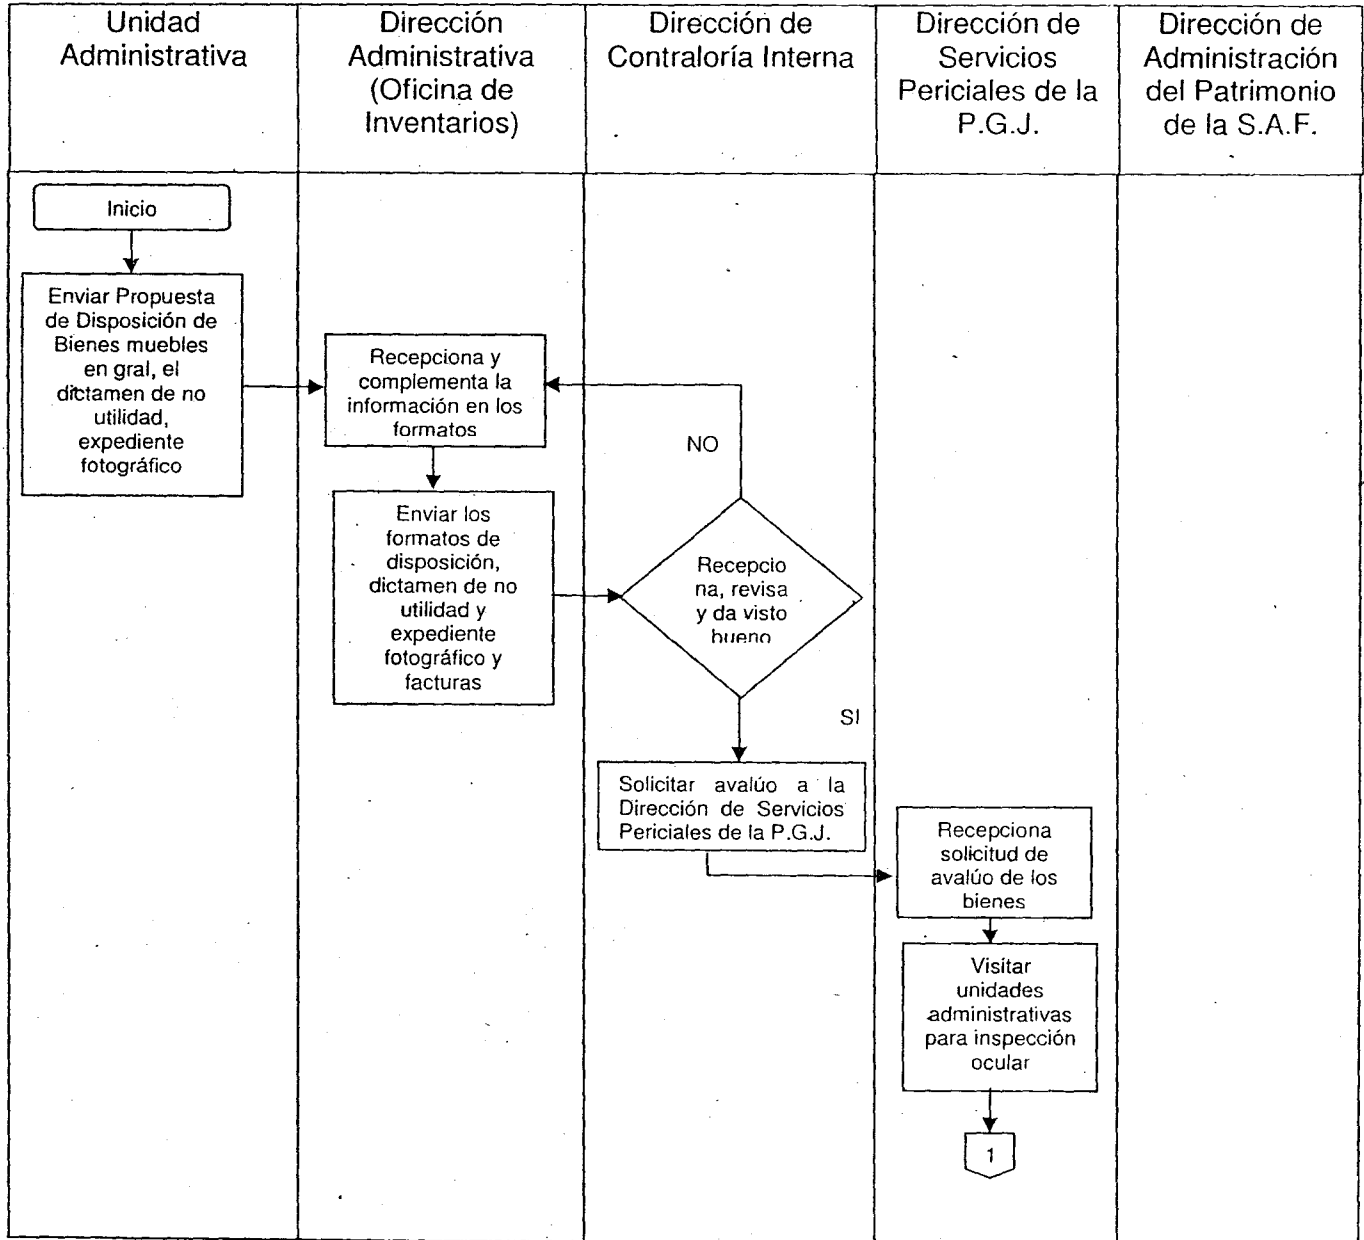 Unidad
Administrativa
Dirección
Administrativa
(Oficina de
Inventarios)
Dirección de
Contraloría Interna
Dirección de
Servicios
Periciales de la
P.G.J.
Dirección de
Administración
del Patrimonio
de la S.A.F.
Inicio
Enviar Propuesta
de Disposición de
Bienes muebles
en gral, el
dictamen de no
utilidad,
expediente
fotográfico
Recepciona y
complementa la
información en los
formatos
Enviar los
formatos de
disposición,
dictamen de no
utilidad y
expediente
fotográfico y
facturas
NO
Recepcio
na, revisa
y da visto
bueno
SI
Solicitar avalúo a la
Dirección de Servicios
Periciales de la P.G.J.
Recepciona
solicitud de
avalúo de los
bienes
Visitar
unidades
administrativas
para inspección
ocular
1